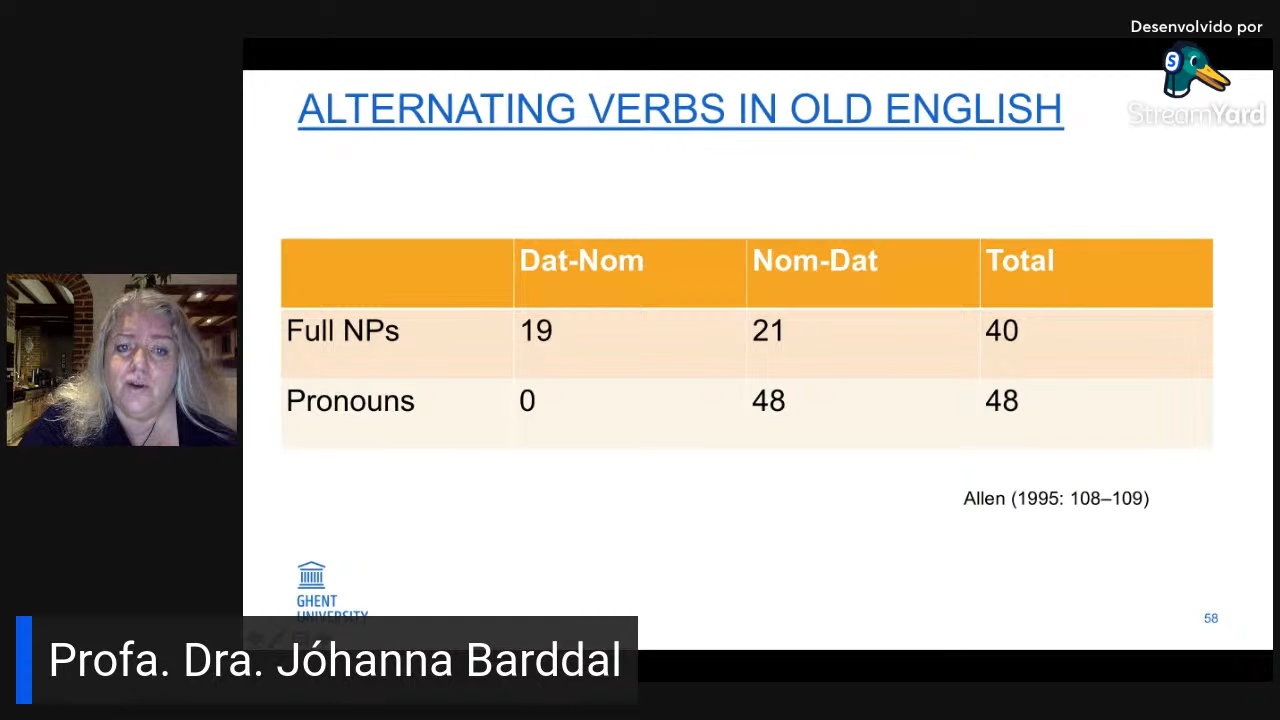 Desenvolvido por
StreamYard
ALTERNATING VERBS IN OLD ENGLISH
Dat-Nom Nom-Dat Total
Full NPs 19 21 40
Pronouns 0 48 48
Allen (1995: 108–109)
GHENT
UNIVERSITY
58
Profa. Dra. Jóhanna Barddal